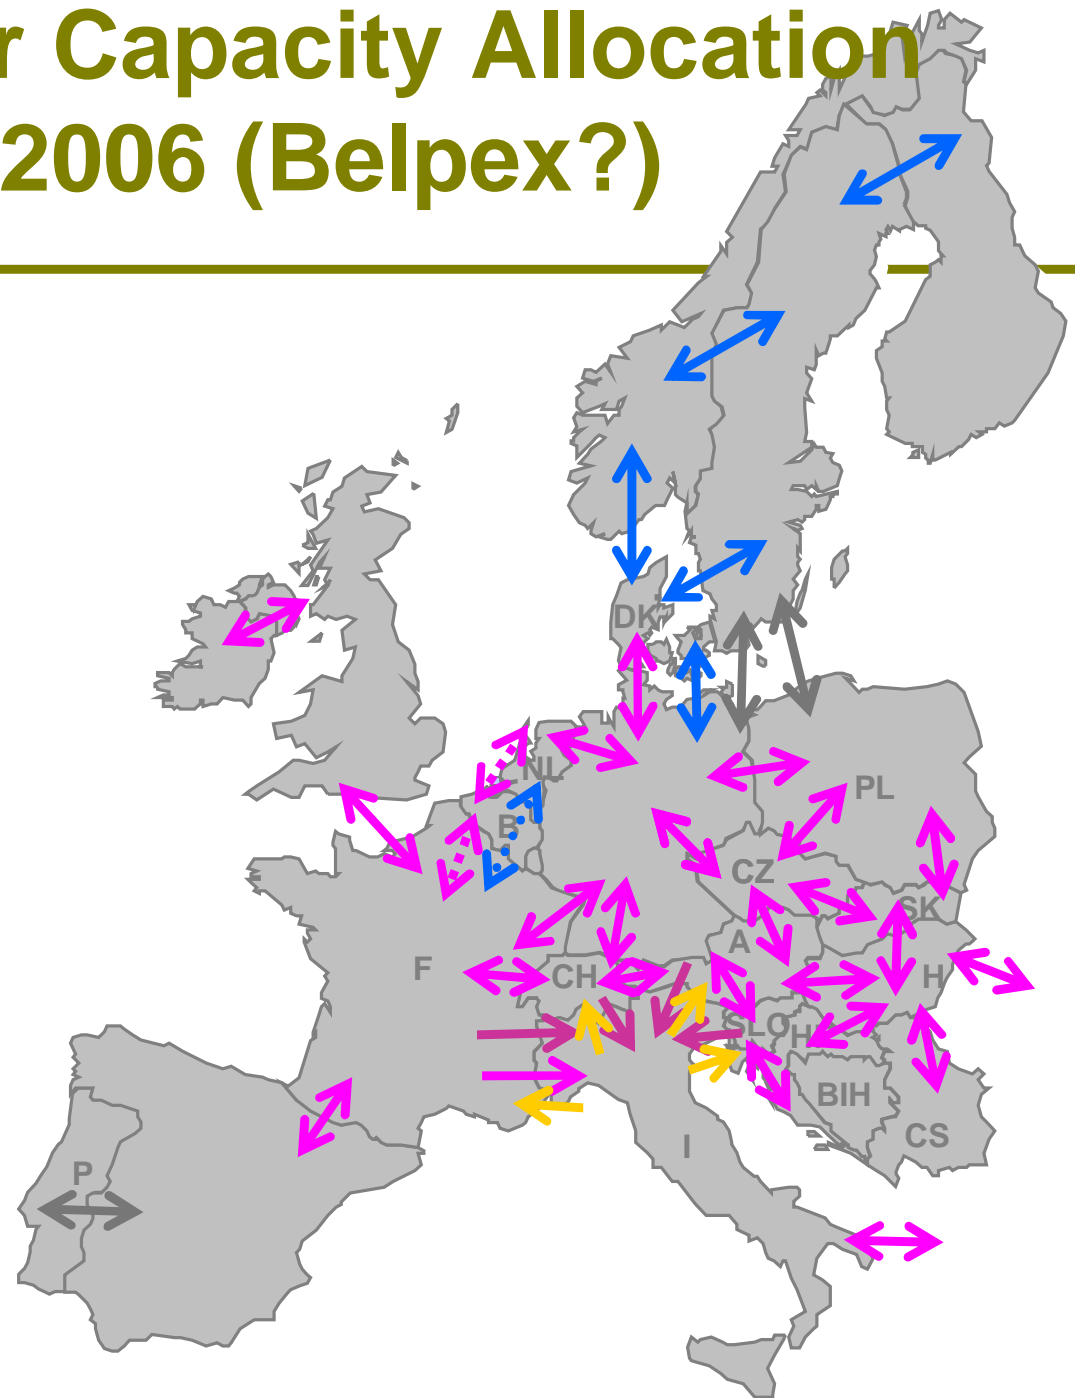 r Capacity Allocation
2006 (Belpex?)
DK
NL
PL
B
CZ
SK
A
F
CH
H
SLO
H
BIH
CS
I
P